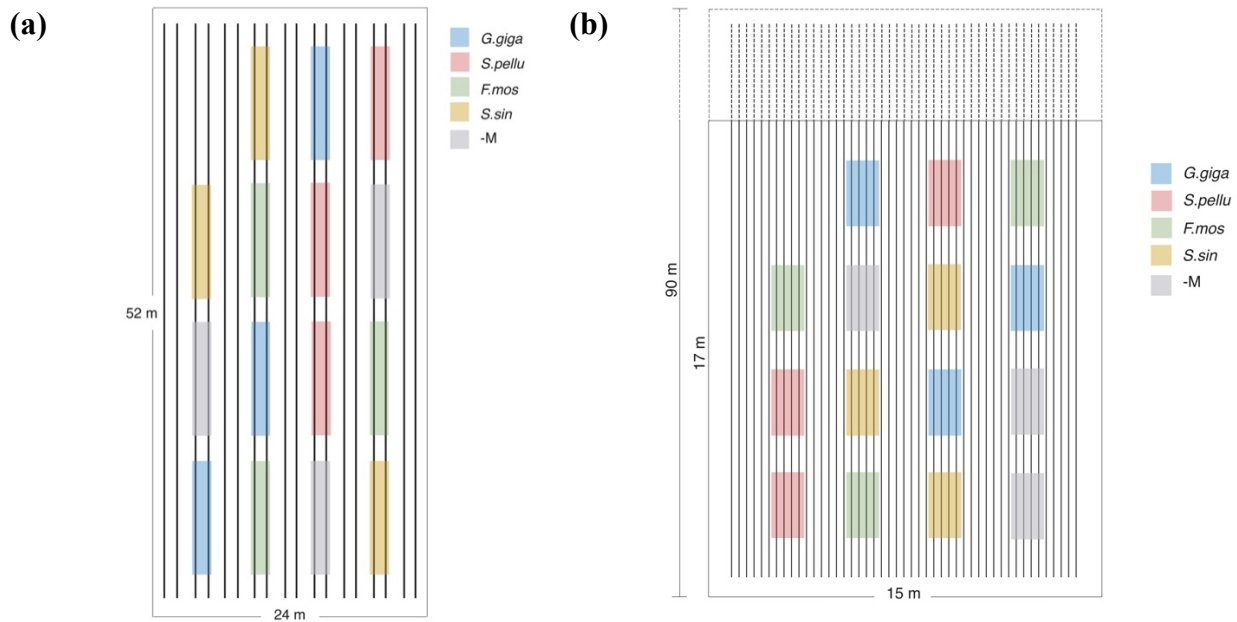 (a)
G.giga
S.pellu
F.mos
S.sin
-M
52 m
24 m
(b)
G.giga
S.pellu
F.mos
S.sin
-M
90 m
17 m
15 m